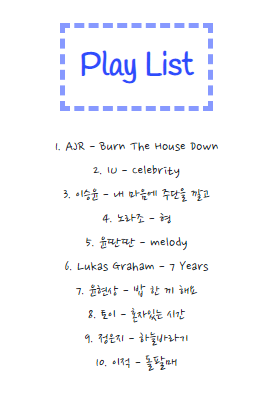 Play List
1. AJR - Burn The House Down
2. IU - celebrity
3. 이승윤 - 내 마음에 주단을 깔고
4. 노라조 - 형
5. 윤딴딴 - melody
6. Lukas Graham - 7 Years
7. 윤현상 - 밥 한 끼 해요
8. 토이 - 혼자있는 시간
9. 정은지 - 하늘바라기
10. 이적 - 돌팔매